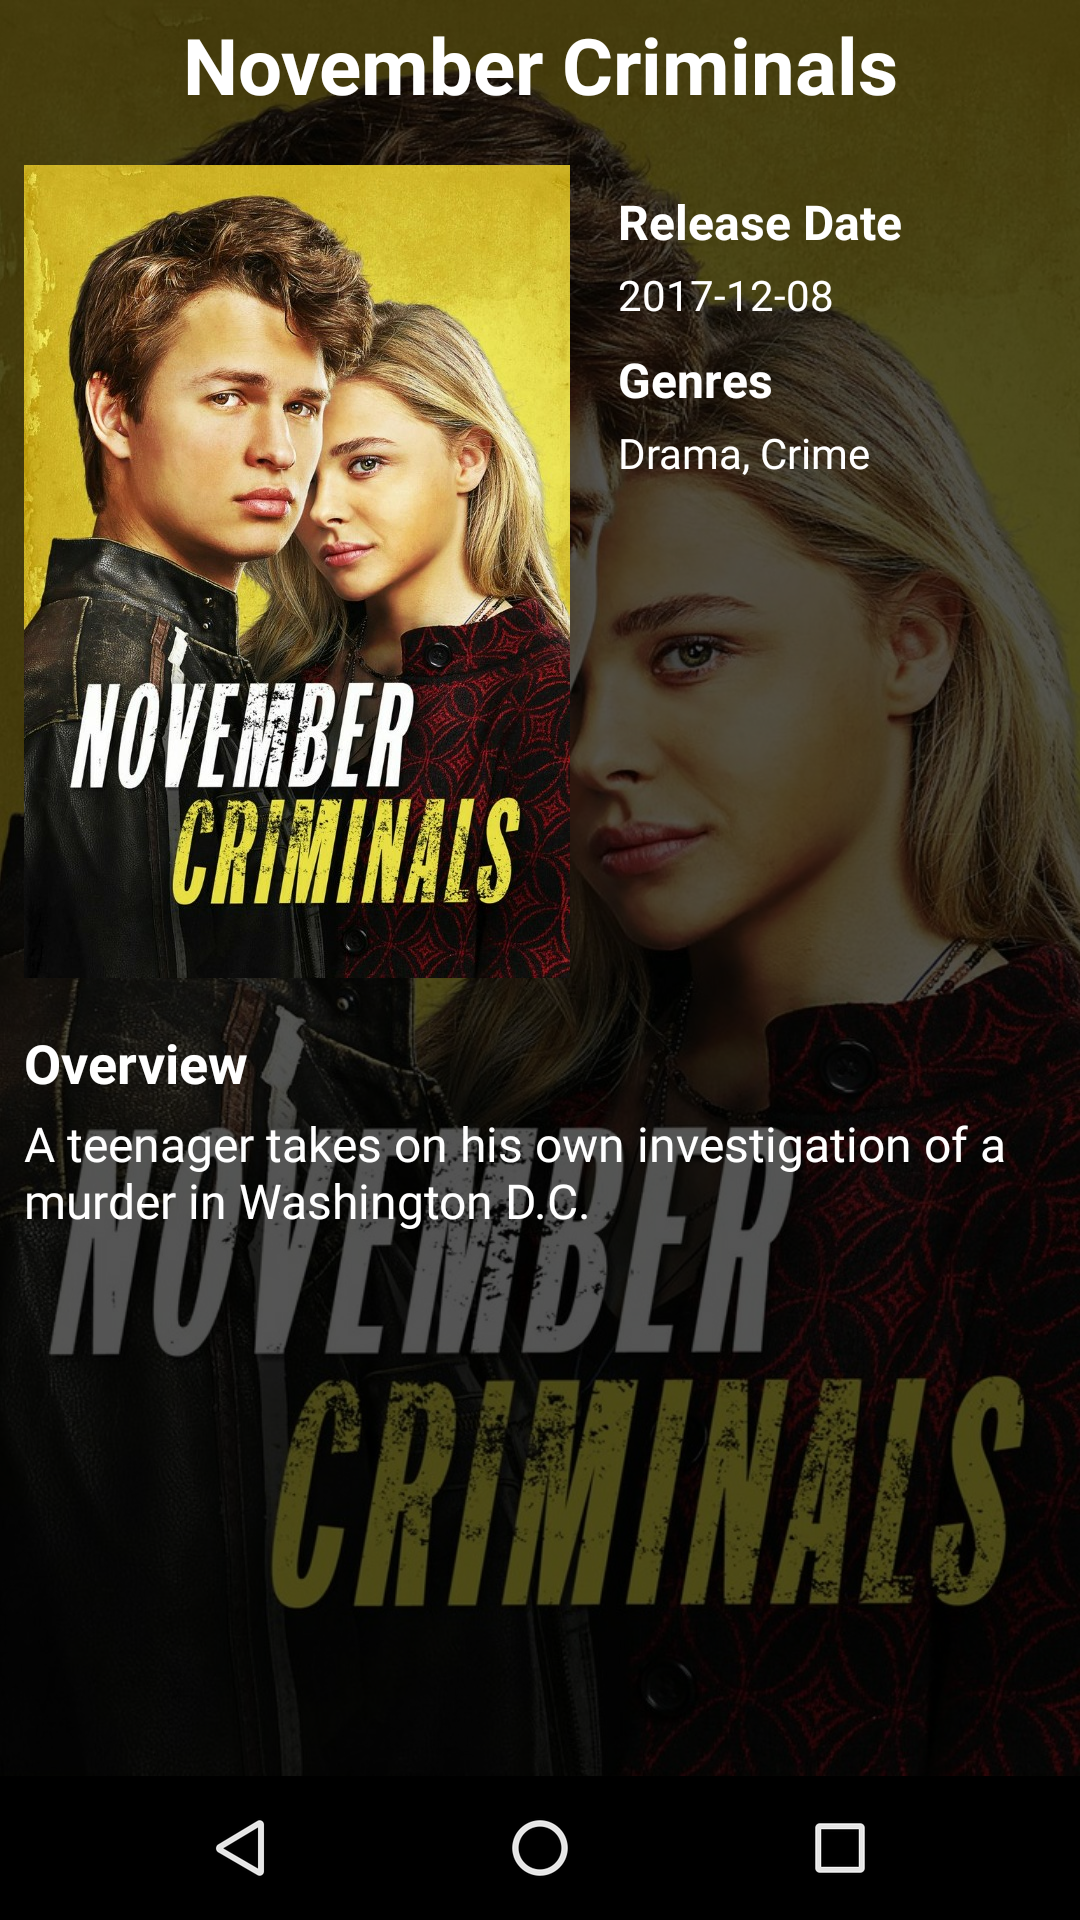 November Criminals
Release Date
2017-12-08
Genres
Drama, Crime
NOVEMBER
CRIMINALS
Overview
A teenager takes on his own investigation of a
murder in Washington D.C.
NOVEMBER
CRIMINALS